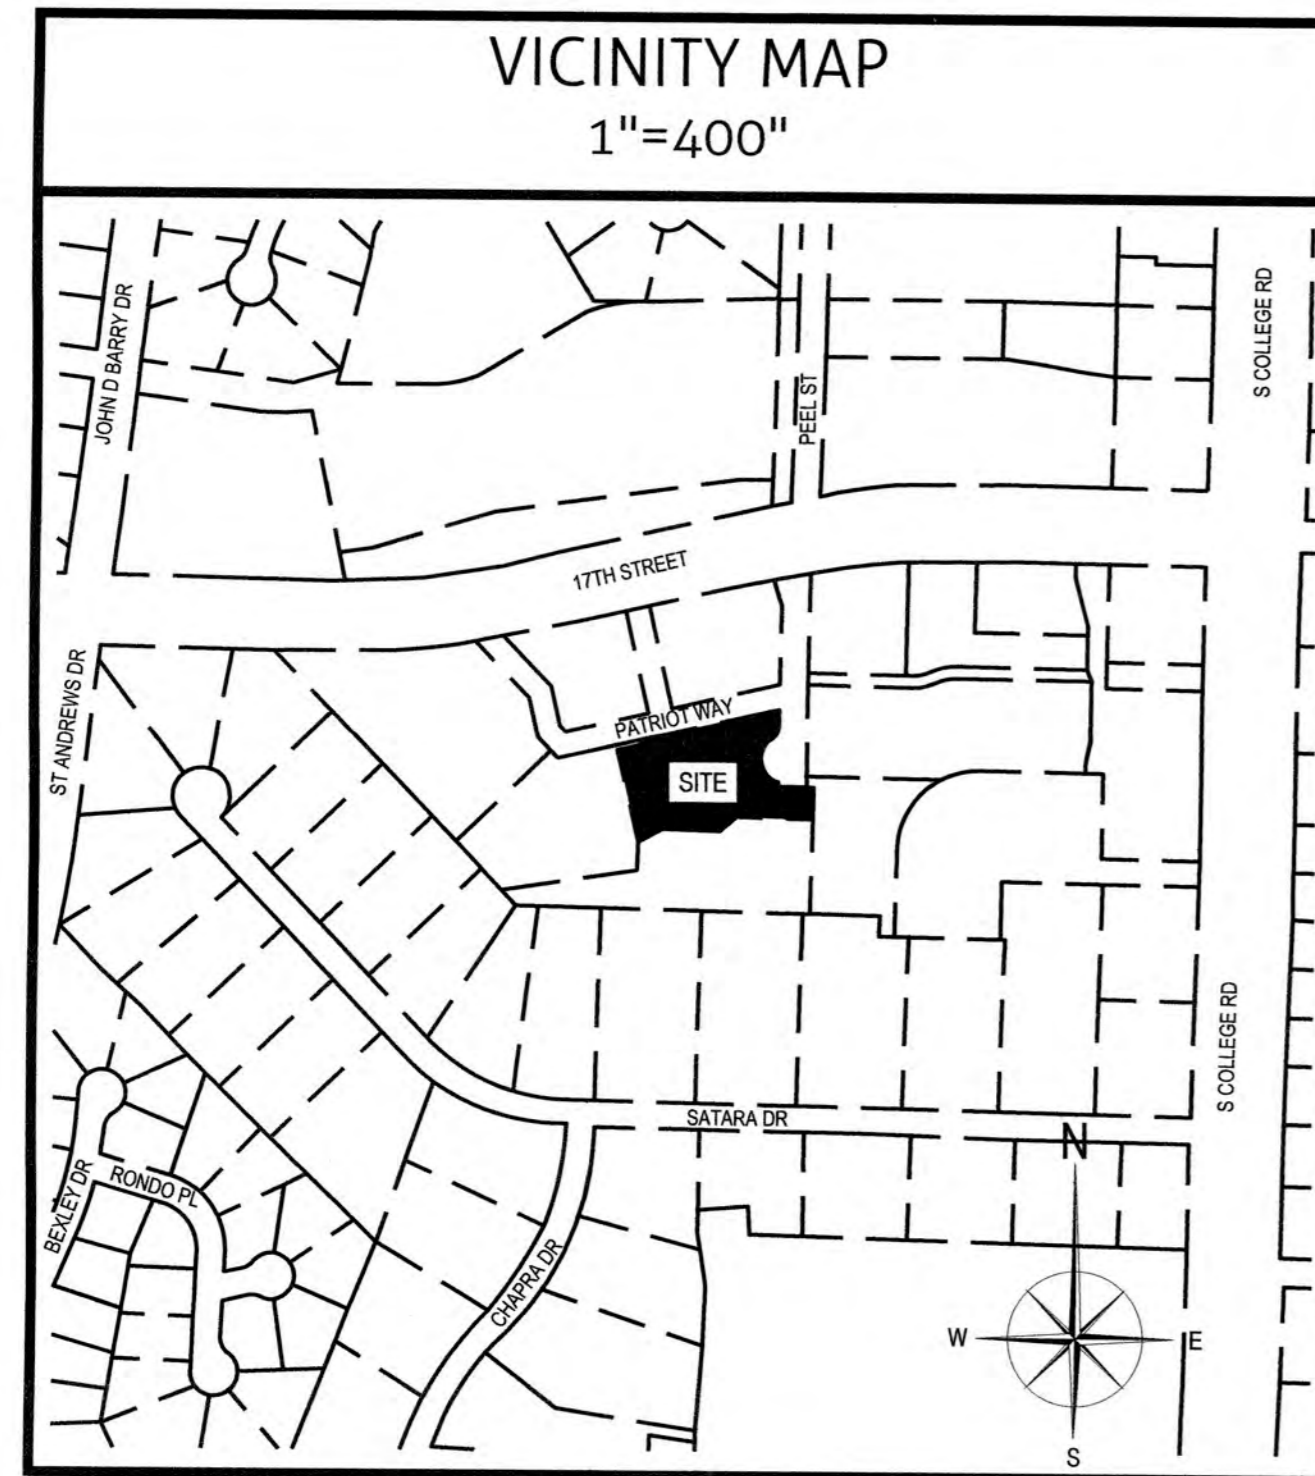 VICINITY MAP
1"=400"
JOHN D BARRY DR
S COLLEGE RD
PEEL ST
17TH STREET
ST ANDREWS DR
PATRIOT WAY
SITE
S COLLEGE RD
SATARA DR
N
BEXLEY DR
RONDO PL
CHAPRA DR
W
E
S